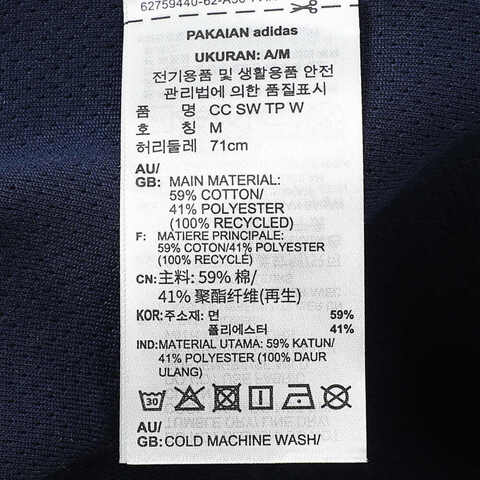 PAKAIAN adidas
UKURAN: A/M
전기용품 및 생활용품 안전
관리법에 의한 품질표시
품 명 CC SW TP W
호 칭 M
허리둘레 71cm
AU/
GB: MAIN MATERIAL:
59% COTTON/
41% POLYESTER
(100% RECYCLED)
F: MATIERE PRINCIPALE:
59% COTON/41% POLYESTER
(100% RECYCLÉ)
CN: 主料: 59% 棉/
41% 聚酯纤维(再生)
KOR: 주소재: 면 59%
폴리에스터 41%
IND: MATERIAL UTAMA: 59% KATUN/
41% POLYESTER (100% DAUR
ULANG)
30
AU/
GB: COLD MACHINE WASH/